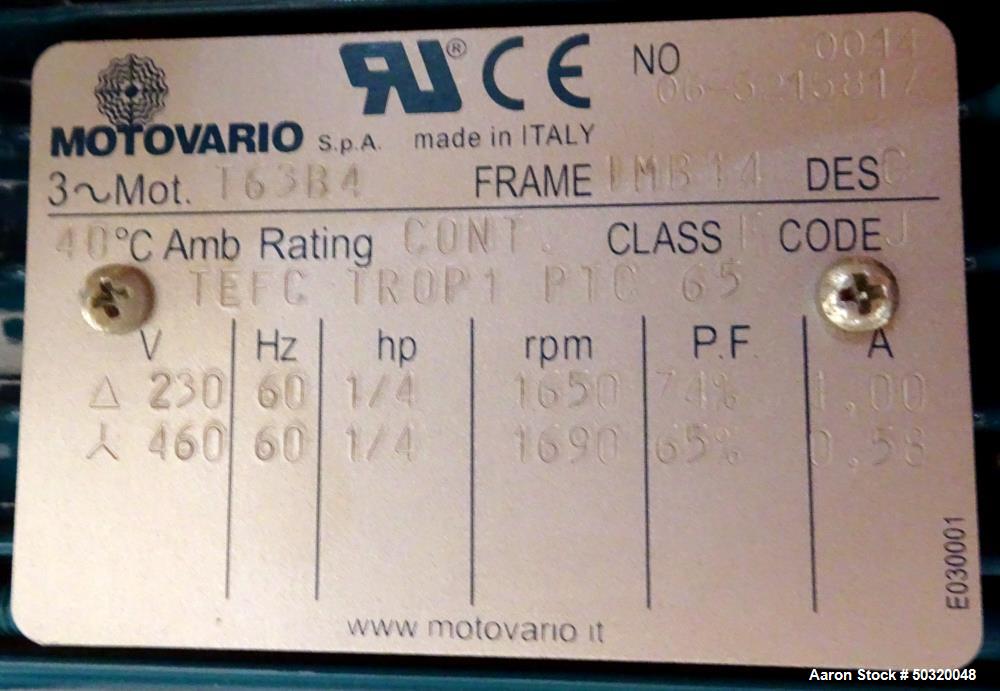 RU ® CE NO 0044
06-5215817
MOTOVARIO S.p.A. made in ITALY
3~Mot. T63B4 FRAME IMB14 DES C
40°C Amb Rating CONT. CLASS F CODE J
TEFC TROP1 PTC 65
V Hz hp rpm P.F. A
Δ 230 60 1/4 1650 74% 1,00
⅄ 460 60 1/4 1690 65% 0,58
www.motovario.it
E030001
Aaron Stock # 50320048